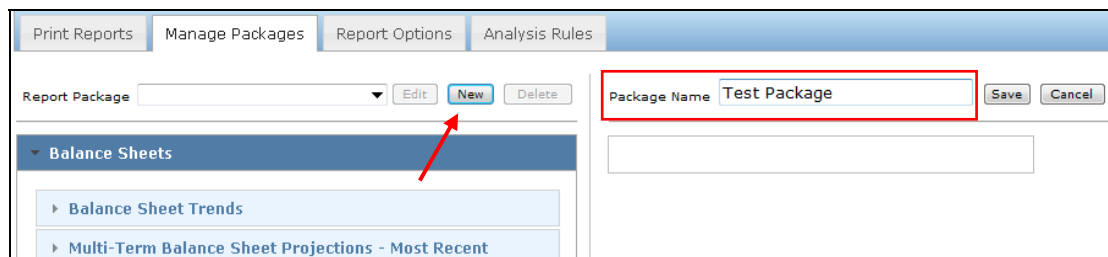 Print Reports Manage Packages Report Options Analysis Rules
Report Package Edit New Delete
Package Name Test Package Save Cancel
Balance Sheets
Balance Sheet Trends
Multi-Term Balance Sheet Projections - Most Recent